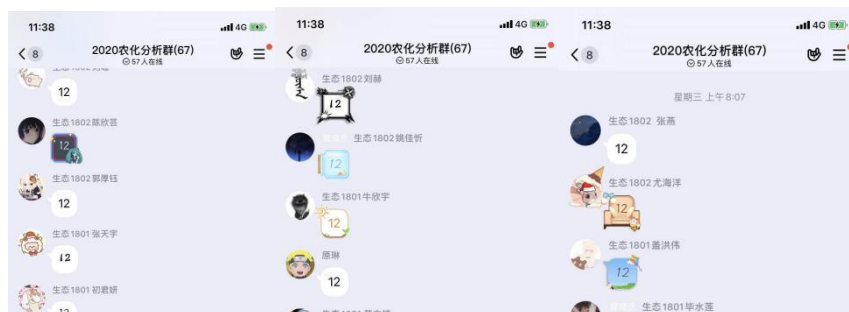 11:38
4G
8
2020农化分析群(67)
57人在线
12
生态1802陈欣芸
12
生态1802郭厚钰
12
生态1801 张天宇
12
生态1801 初君妍
12
11:38
4G
8
2020农化分析群(67)
57人在线
生态1802刘赫
12
生态1802姚佳忻
12
生态1801牛欣宇
12
原琳
12
11:38
4G
8
2020农化分析群(67)
57人在线
星期三 上午8:07
生态1802 张燕
12
生态1802尤海洋
12
生态1801盖洪伟
12
生态1801毕水莲